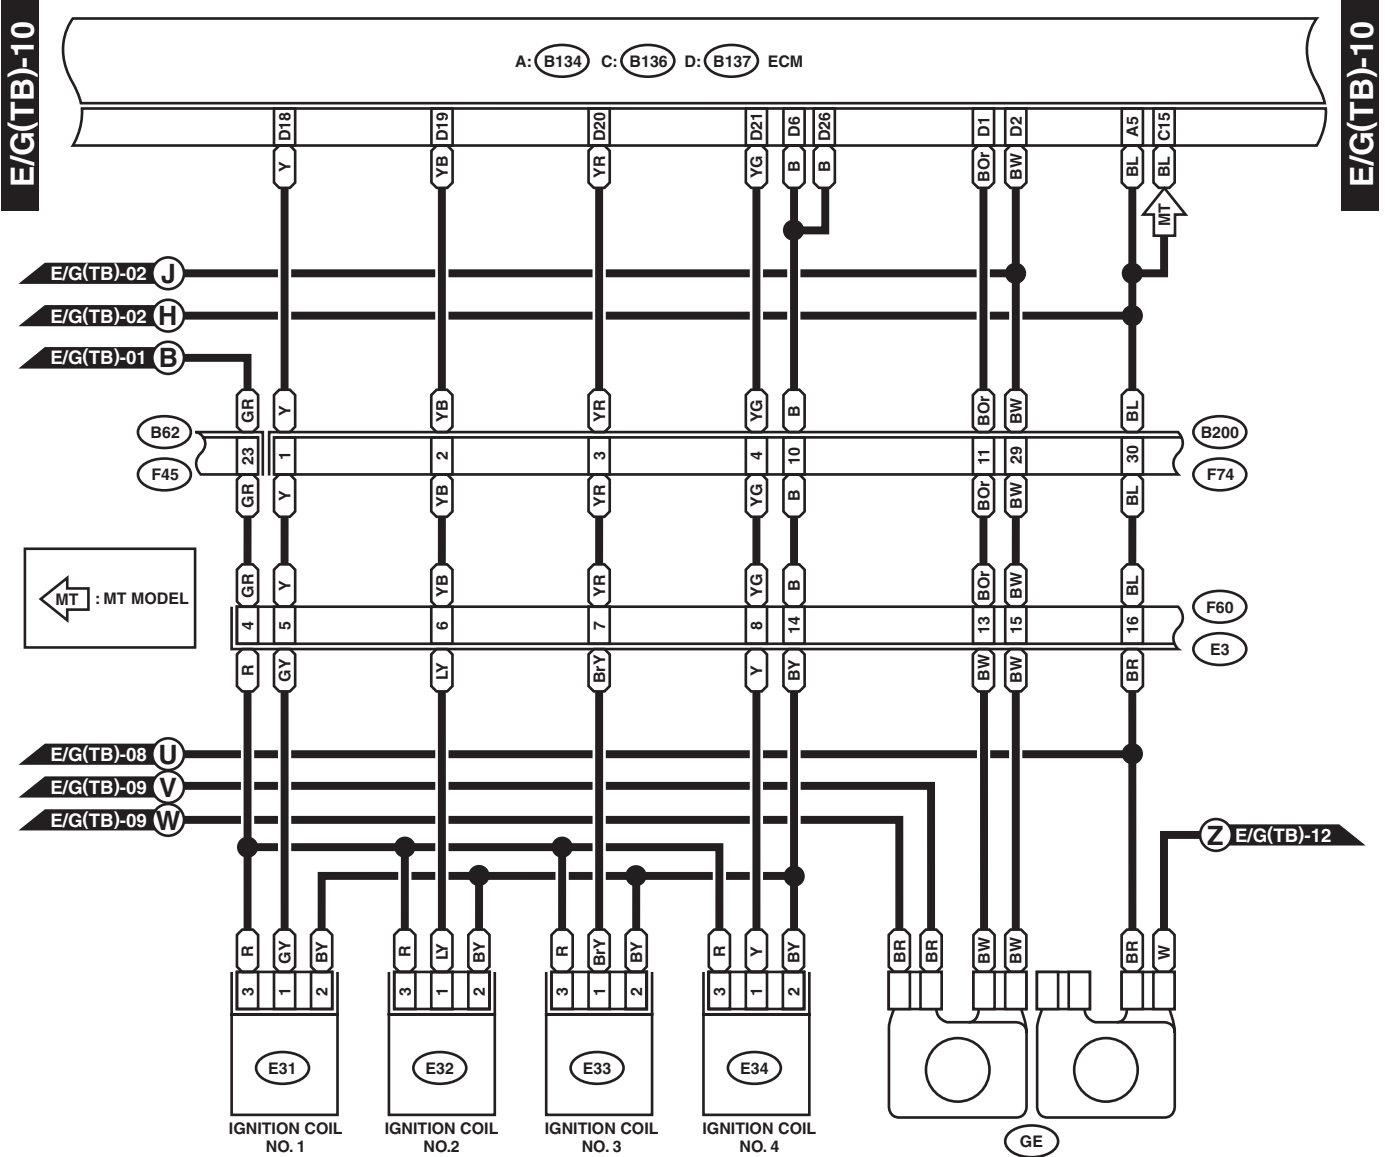 E/G(TB)-10
E/G(TB)-10
A: B134 C: B136 D: B137 ECM
D18 D19 D20 D21 D6 D26 D1 D2 A5 C15
Y YB YR YG B B BOr BW BL BL
MT
E/G(TB)-02 J
E/G(TB)-02 H
E/G(TB)-01 B
GR Y YB YR YG B BOr BW BL
B62 B200
23 1 2 3 4 10 11 29 30
F45 F74
GR Y YB YR YG B BOr BW BL
GR Y YB YR YG B BOr BW BL
MT : MT MODEL
F60
4 5 6 7 8 14 13 15 16
E3
R GY LY BrY Y BY BW BW BR
E/G(TB)-08 U
E/G(TB)-09 V
E/G(TB)-09 W
Z E/G(TB)-12
R GY BY R LY BY R BrY BY R Y BY BR BR BW BW BR W
3 1 2 3 1 2 3 1 2 3 1 2
E31 E32 E33 E34
IGNITION COIL
NO. 1
IGNITION COIL
NO.2
IGNITION COIL
NO. 3
IGNITION COIL
NO. 4
GE